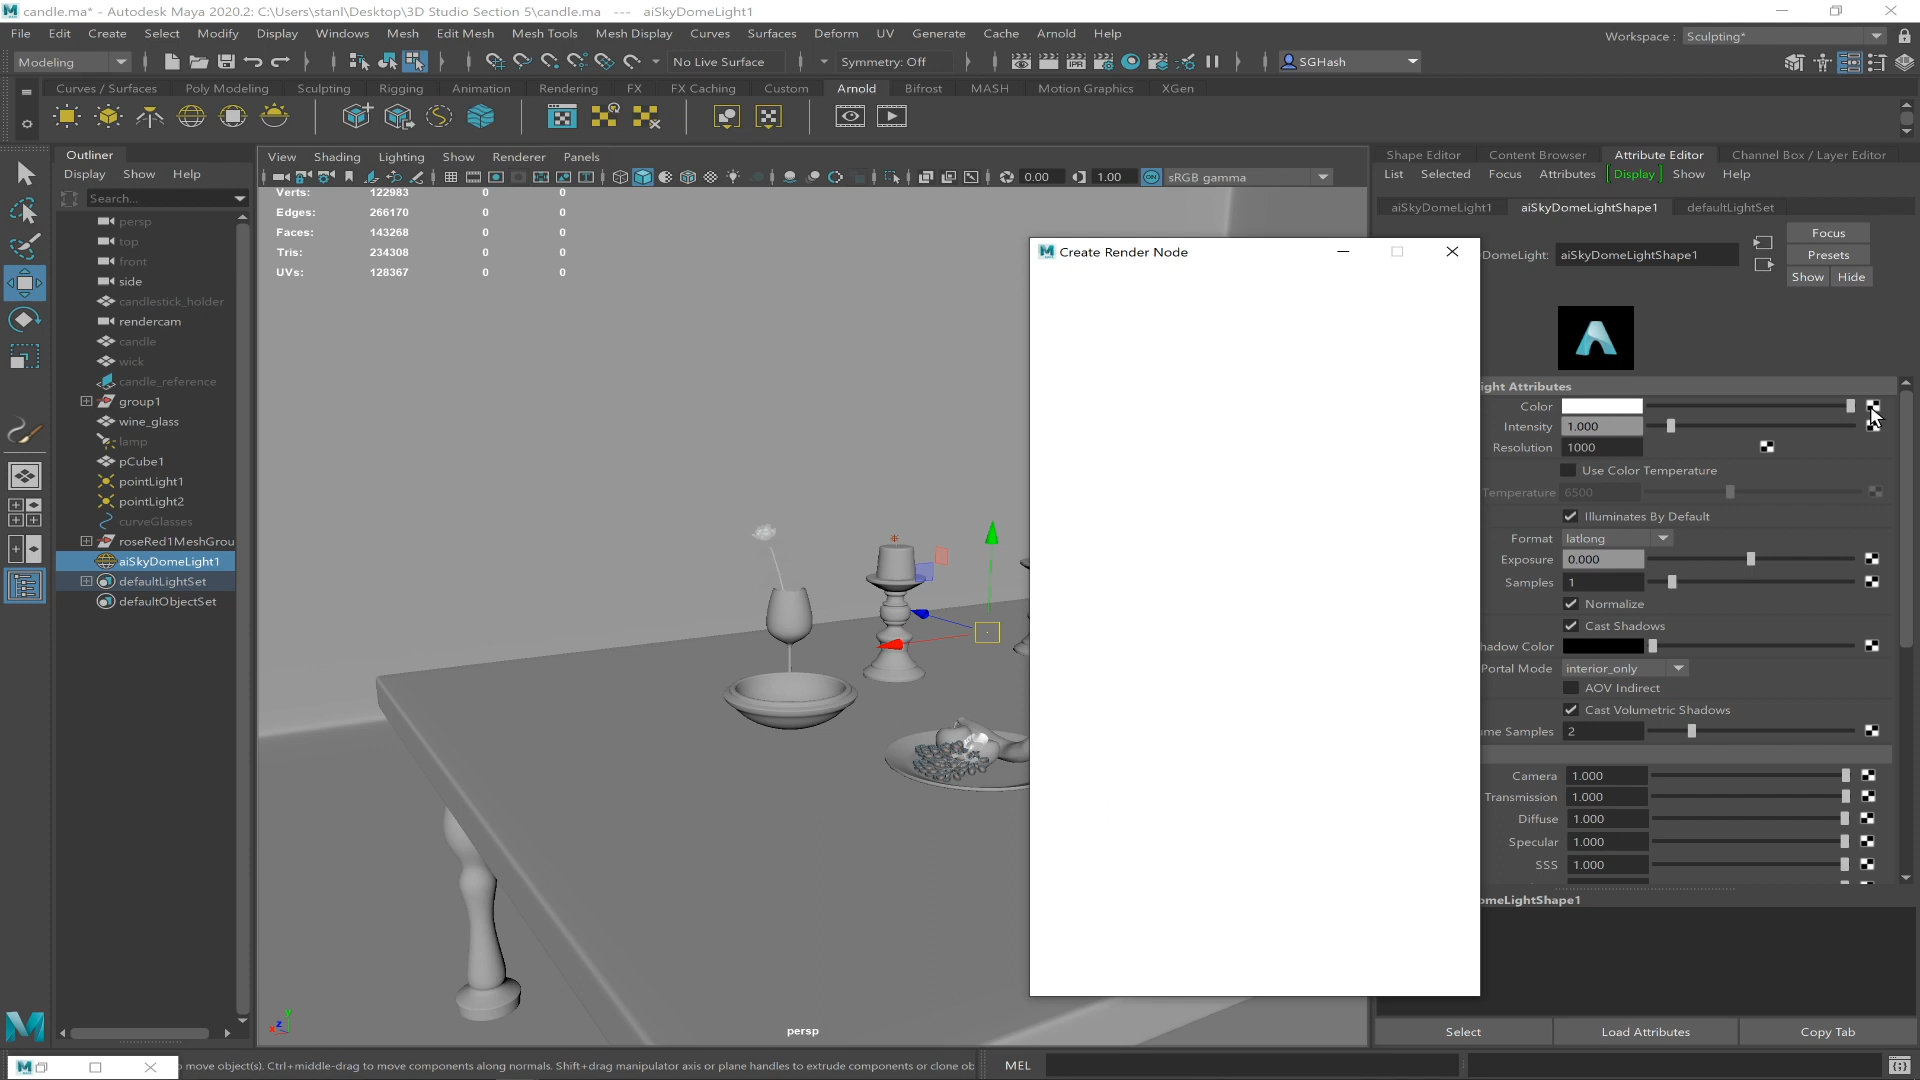 candle.ma* - Autodesk Maya 2020.2: C:\Users\stanl\Desktop\3D Studio Section 5\candle.ma --- aiSkyDomeLight1
File Edit Create Select Modify Display Windows Mesh Edit Mesh Mesh Tools Mesh Display Curves Surfaces Deform UV Generate Cache Arnold Help
Workspace : Sculpting*
Modeling No Live Surface Symmetry: Off IPR SGHash
Curves / Surfaces Poly Modeling Sculpting Rigging Animation Rendering FX FX Caching Custom Arnold Bifrost MASH Motion Graphics XGen
Outliner
Display Show Help
Search...
persp
top
front
side
candlestick_holder
rendercam
candle
wick
candle_reference
group1
wine_glass
lamp
pCube1
pointLight1
pointLight2
curveGlasses
roseRed1MeshGrou
aiSkyDomeLight1
defaultLightSet
defaultObjectSet
View Shading Lighting Show Renderer Panels
0.00 1.00 ON sRGB gamma
Verts: 122983 0 0
Edges: 266170 0 0
Faces: 143268 0 0
Tris: 234308 0 0
UVs: 128367 0 0
persp
Create Render Node
Shape Editor Content Browser Attribute Editor Channel Box / Layer Editor
List Selected Focus Attributes Display Show Help
aiSkyDomeLight1 aiSkyDomeLightShape1 defaultLightSet
DomeLight: aiSkyDomeLightShape1
Focus
Presets
Show Hide
ight Attributes
Color
Intensity 1.000
Resolution 1000
Use Color Temperature
Temperature 6500
Illuminates By Default
Format latlong
Exposure 0.000
Samples 1
Normalize
Cast Shadows
hadow Color
Portal Mode interior_only
AOV Indirect
Cast Volumetric Shadows
me Samples 2
Camera 1.000
Transmission 1.000
Diffuse 1.000
Specular 1.000
SSS 1.000
omeLightShape1
Select Load Attributes Copy Tab
move object(s). Ctrl+middle-drag to move components along normals. Shift+drag manipulator axis or plane handles to extrude components or clone ob
MEL